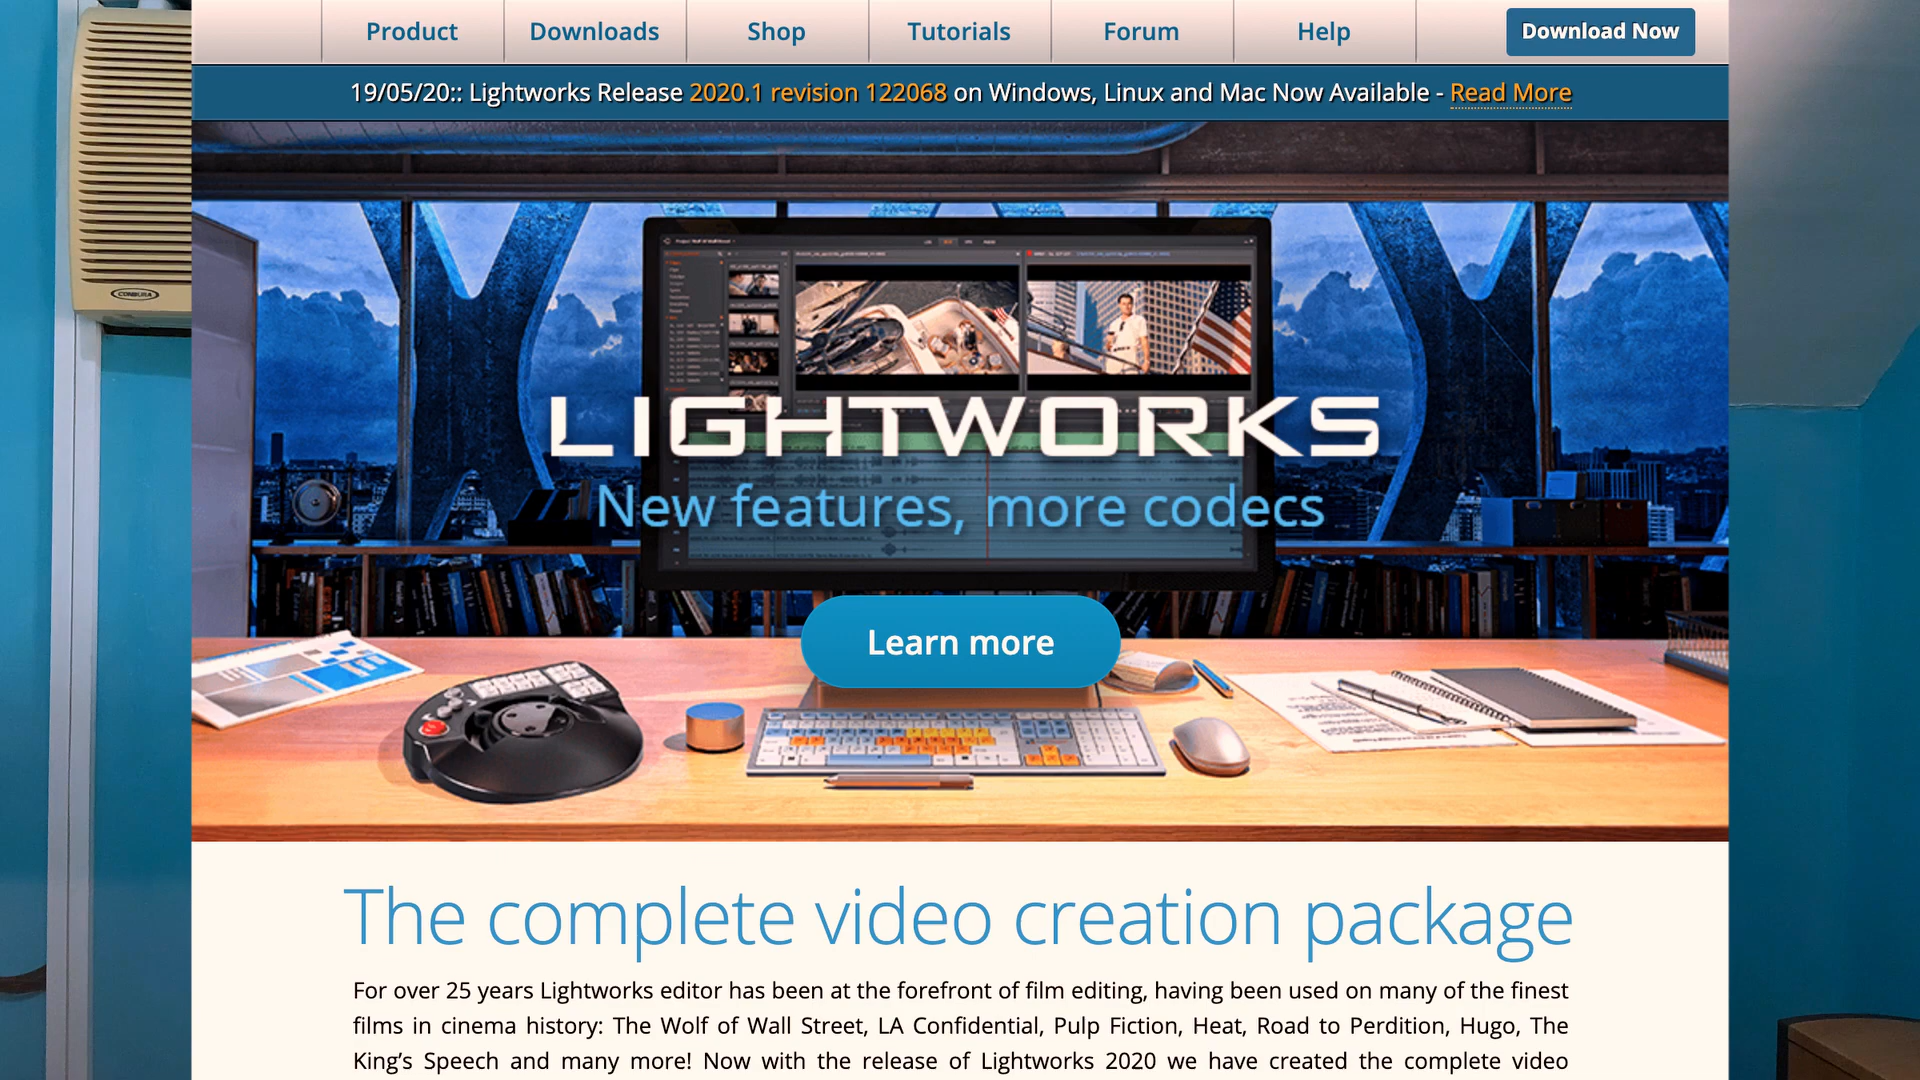 Product Downloads Shop Tutorials Forum Help Download Now
19/05/20:: Lightworks Release 2020.1 revision 122068 on Windows, Linux and Mac Now Available - Read More
CONBURA
LIGHTWORKS
New features, more codecs
Learn more
The complete video creation package
For over 25 years Lightworks editor has been at the forefront of film editing, having been used on many of the finest
films in cinema history: The Wolf of Wall Street, LA Confidential, Pulp Fiction, Heat, Road to Perdition, Hugo, The
King’s Speech and many more! Now with the release of Lightworks 2020 we have created the complete video